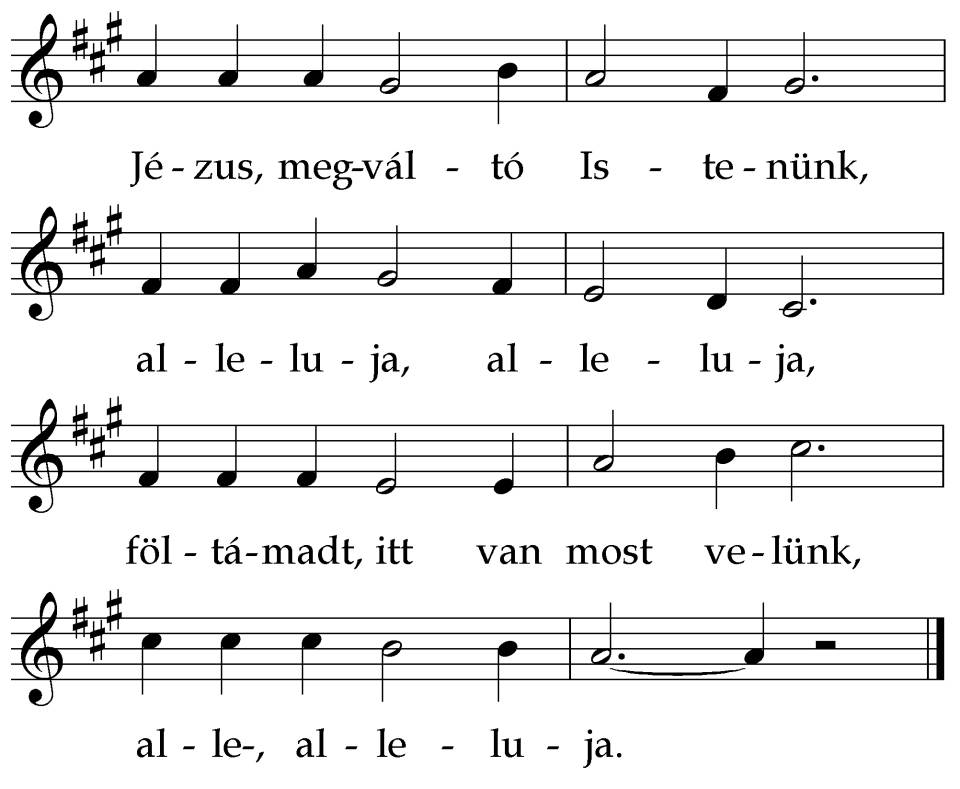 Jé - zus, meg-vál - tó Is - te - nünk,
al - le - lu - ja, al - le - lu - ja,
föl - tá-madt, itt van most ve-lünk,
al - le-, al - le - lu - ja.